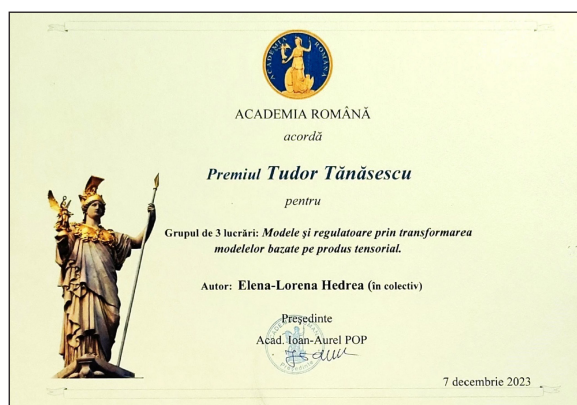 ACADEMIA ROMÂNĂ
ACADEMIA ROMÂNĂ
acordă
Premiul Tudor Tănăsescu
pentru
Grupul de 3 lucrări: Modele și regulatoare prin transformarea
modelelor bazate pe produs tensorial.
Autor: Elena-Lorena Hedrea (în colectiv)
Președinte
Acad. Ioan-Aurel POP
7 decembrie 2023